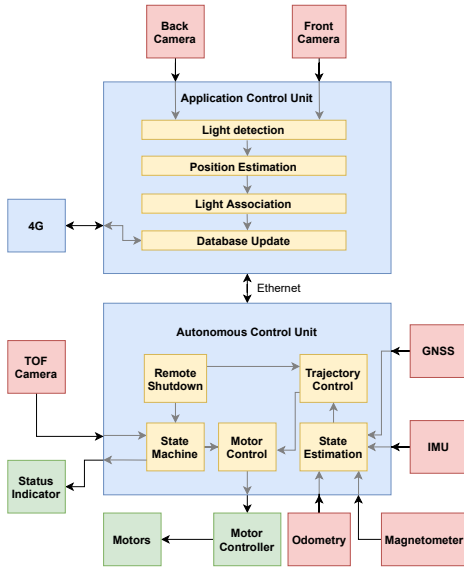 Back
Camera
Front
Camera
Application Control Unit
Light detection
Position Estimation
Light Association
4G
Database Update
Ethernet
Autonomous Control Unit
TOF
Camera
Remote
Shutdown
Trajectory
Control
GNSS
State
Machine
Motor
Control
State
Estimation
IMU
Status
Indicator
Motors
Motor
Controller
Odometry
Magnetometer